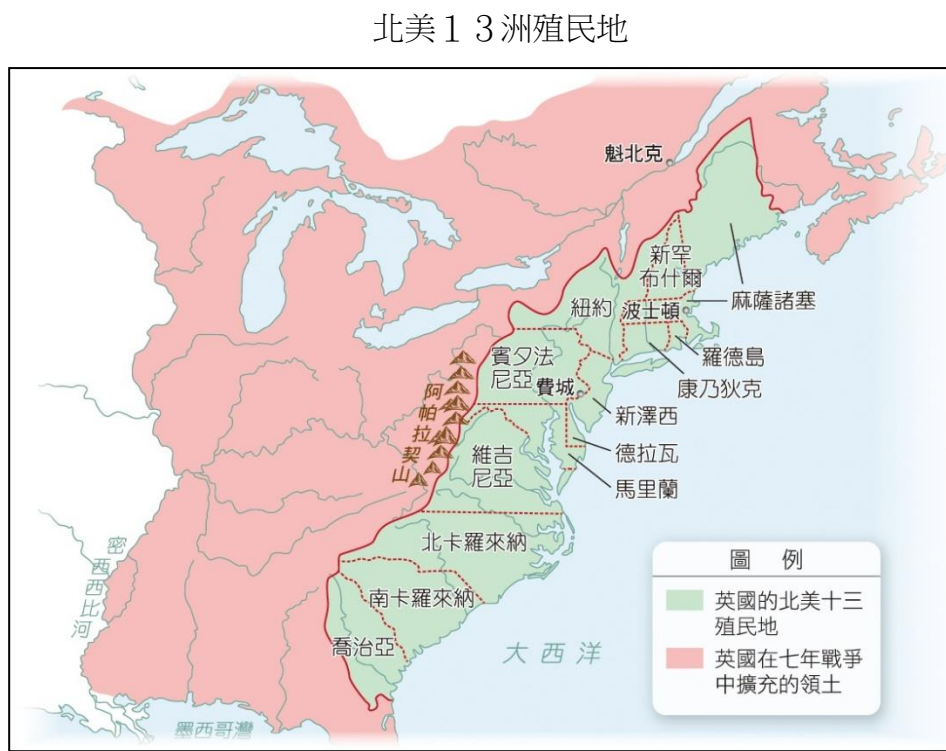 北美１３洲殖民地
魁北克
新罕
布什爾
麻薩諸塞
紐約
波士頓
羅德島
康乃狄克
賓夕法
尼亞
費城
新澤西
阿帕拉契山
維吉
尼亞
德拉瓦
馬里蘭
北卡羅來納
南卡羅來納
喬治亞
密西西比河
大西洋
墨西哥灣
圖 例
英國的北美十三
殖民地
英國在七年戰爭
中擴充的領土